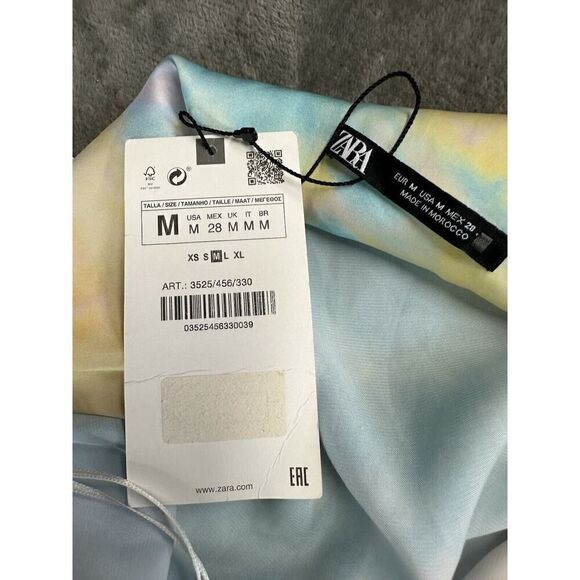 ZARA
EUR M USA M MEX 28
MADE IN MOROCCO
FSC
TALLA / SIZE / TAMANHO / TAILLE / MAAT / ΜΕΓΕΘΟΣ
M
USA MEX UK IT BR
M 28 M M M
XS S M L XL
ART.: 3525/456/330
03525456330039
www.zara.com
EAC